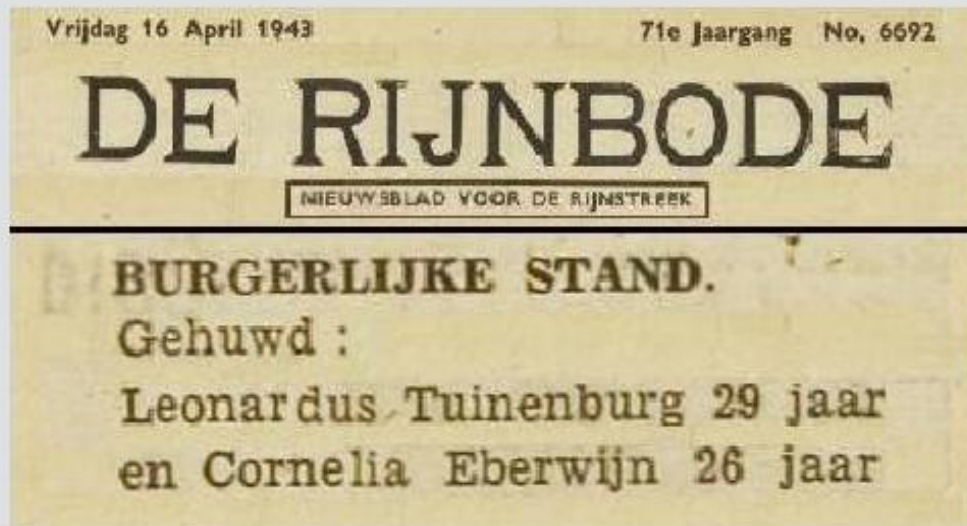 Vrijdag 16 April 1943 71e Jaargang No. 6692
DE RIJNBODE
NIEUWSBLAD VOOR DE RIJNSTREEK
BURGERLIJKE STAND.
Gehuwd :
Leonardus Tuinenburg 29 jaar
en Cornelia Eberwijn 26 jaar